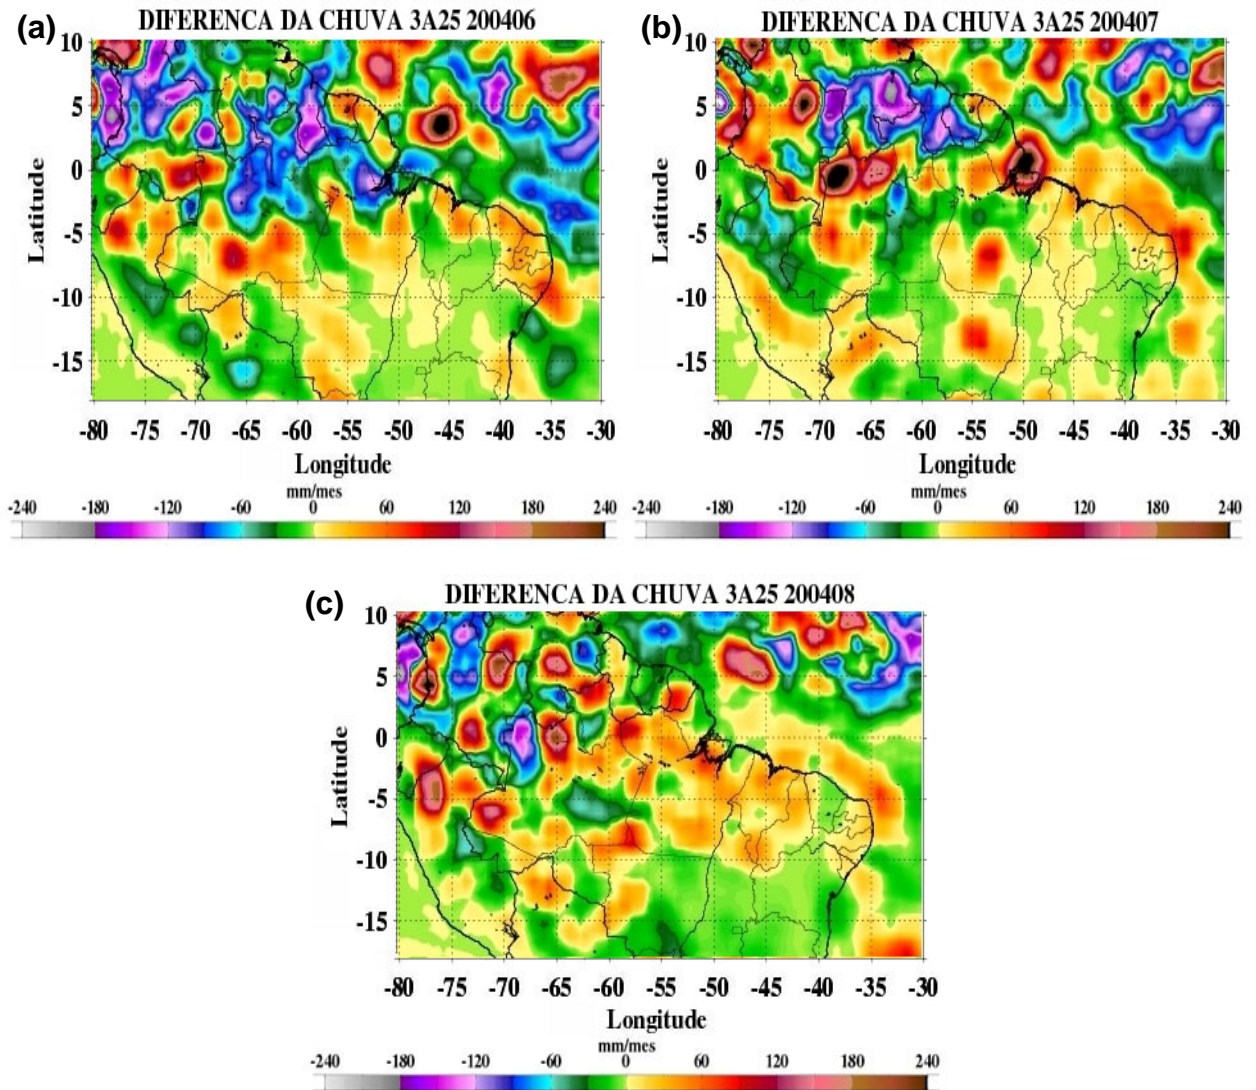 (a) DIFERENCA DA CHUVA 3A25 200406
10
5
0
-5
-10
-15
Latitude
-80 -75 -70 -65 -60 -55 -50 -45 -40 -35 -30
Longitude
mm/mes
-240 -180 -120 -60 0 60 120 180 240
(b) DIFERENCA DA CHUVA 3A25 200407
10
5
0
-5
-10
-15
Latitude
-80 -75 -70 -65 -60 -55 -50 -45 -40 -35 -30
Longitude
mm/mes
-240 -180 -120 -60 0 60 120 180 240
(c) DIFERENCA DA CHUVA 3A25 200408
10
5
0
-5
-10
-15
Latitude
-80 -75 -70 -65 -60 -55 -50 -45 -40 -35 -30
Longitude
mm/mes
-240 -180 -120 -60 0 60 120 180 240